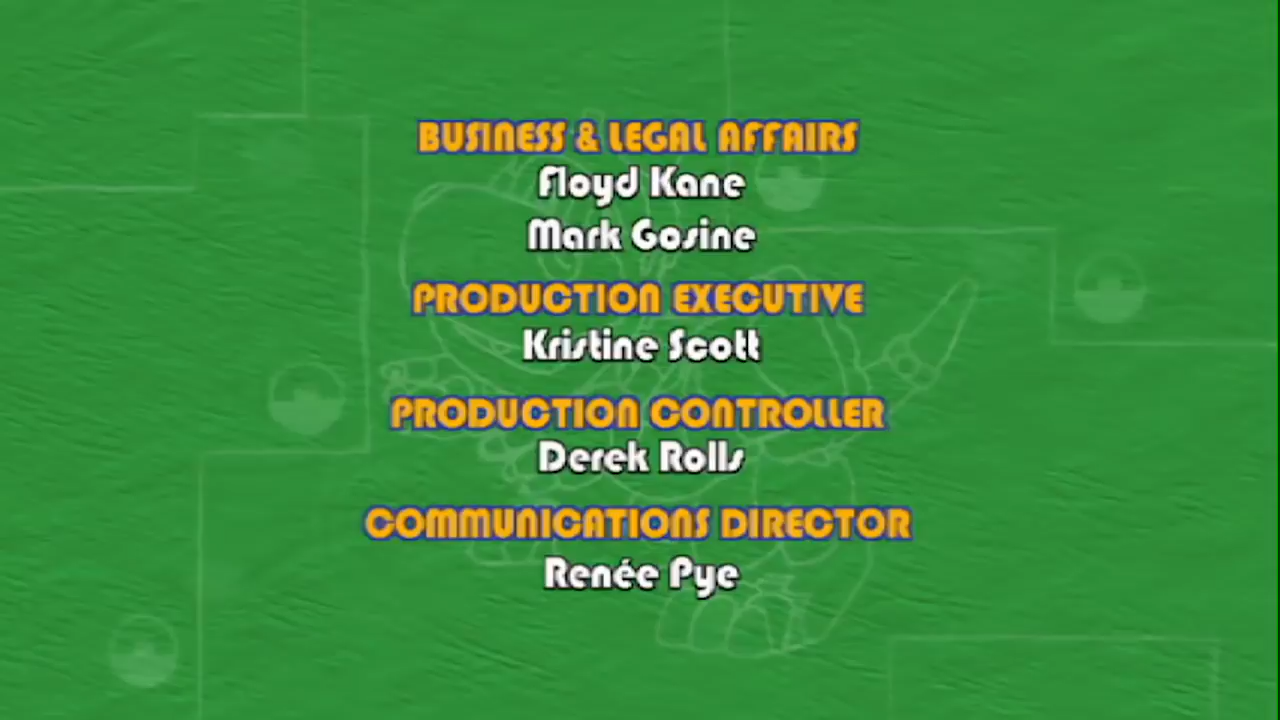 BUSINESS & LEGAL AFFAIRS
Floyd Kane
Mark Gosine
PRODUCTION EXECUTIVE
Kristine Scott
PRODUCTION CONTROLLER
Derek Rolls
COMMUNICATIONS DIRECTOR
Renée Pye